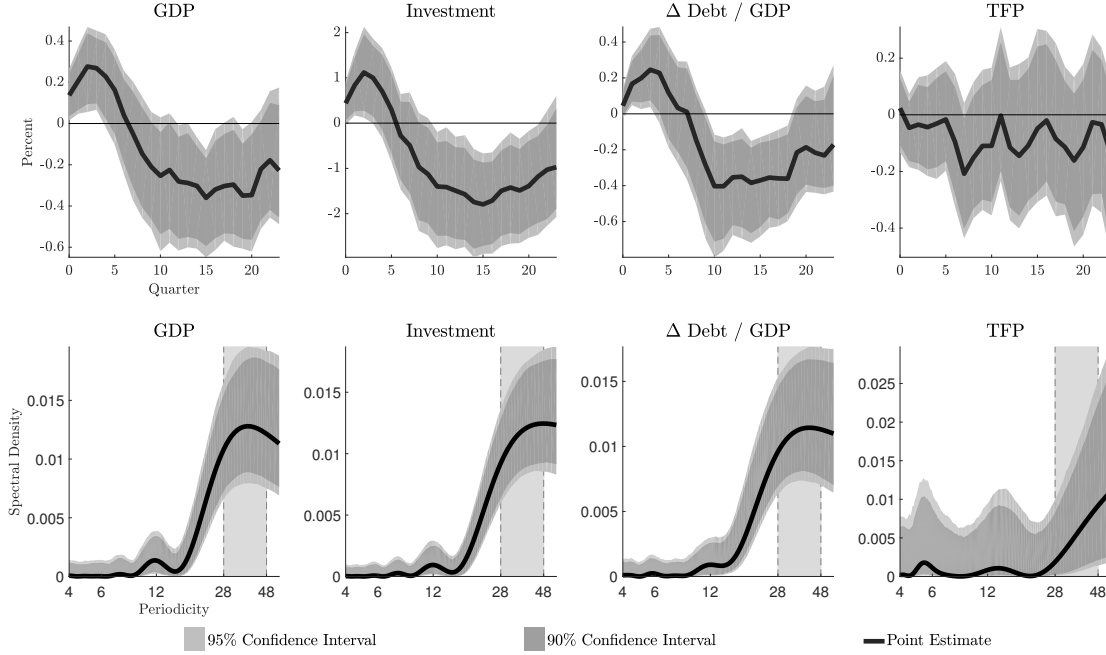 GDP
Investment
Δ Debt / GDP
TFP
0.4
0.2
0
-0.2
-0.4
-0.6
Percent
0 5 10 15 20
Quarter
2
1
0
-1
-2
0 5 10 15 20
0.4
0.2
0
-0.2
-0.4
-0.6
0 5 10 15 20
0.2
0
-0.2
-0.4
0 5 10 15 20
GDP
Investment
Δ Debt / GDP
TFP
0.015
0.01
0.005
0
Spectral Density
4 6 12 28 48
Periodicity
0.015
0.01
0.005
0
4 6 12 28 48
0.015
0.01
0.005
0
4 6 12 28 48
0.025
0.02
0.015
0.01
0.005
0
4 6 12 28 48
95% Confidence Interval
90% Confidence Interval
Point Estimate